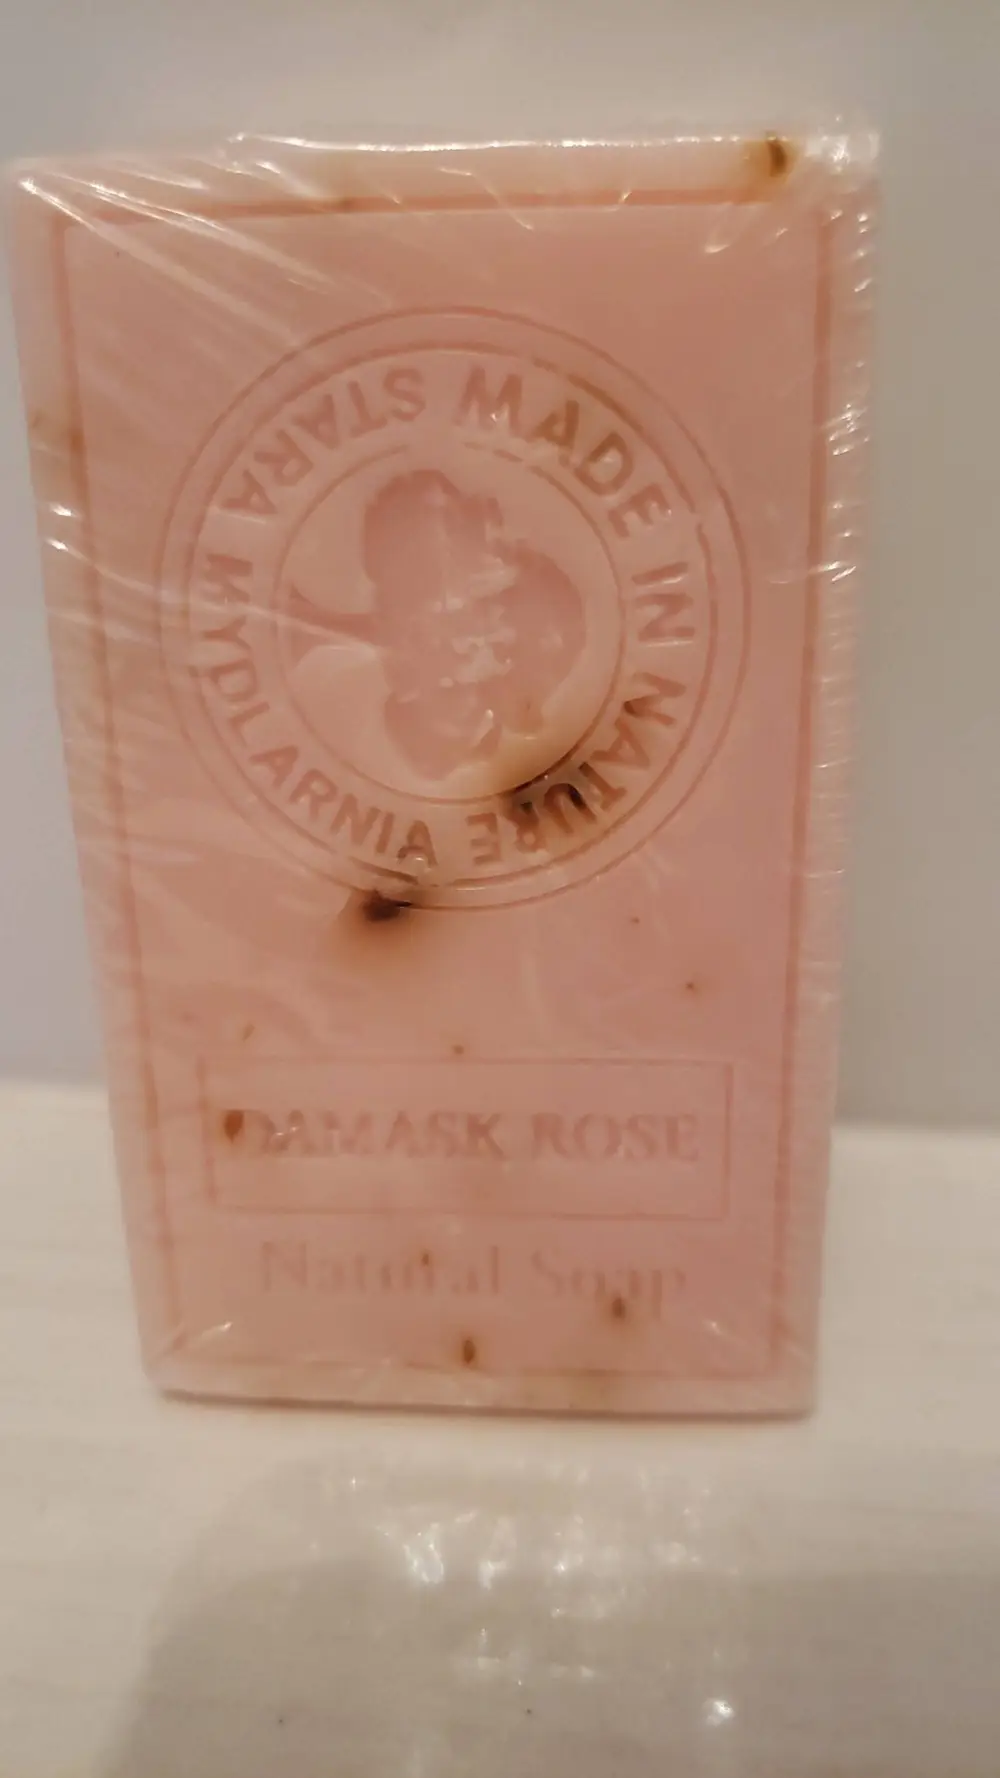 STARA MYDLARNIA
MADE IN NATURE
DAMASK ROSE
Natural Soap